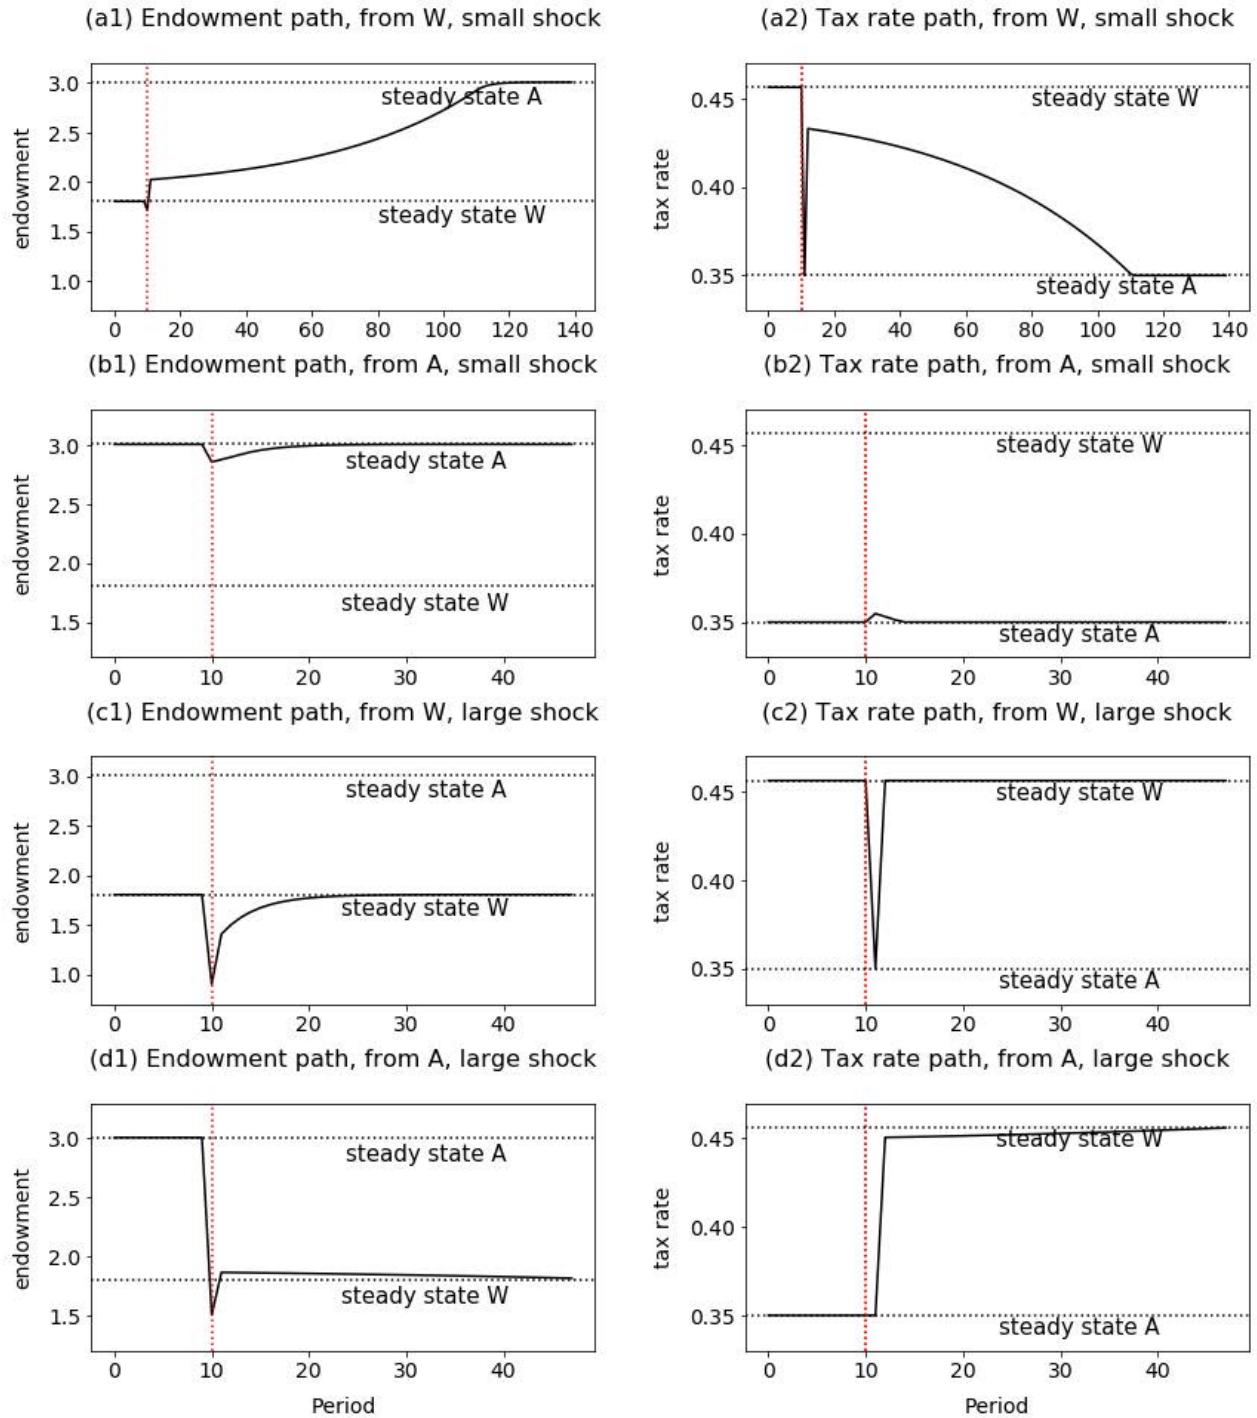 (a1) Endowment path, from W, small shock
(a2) Tax rate path, from W, small shock
endowment
3.0
2.5
2.0
1.5
1.0
steady state A
steady state W
0 20 40 60 80 100 120 140
tax rate
0.45
0.40
0.35
steady state W
steady state A
0 20 40 60 80 100 120 140
(b1) Endowment path, from A, small shock
(b2) Tax rate path, from A, small shock
endowment
3.0
2.5
2.0
1.5
steady state A
steady state W
0 10 20 30 40
tax rate
0.45
0.40
0.35
steady state W
steady state A
0 10 20 30 40
(c1) Endowment path, from W, large shock
(c2) Tax rate path, from W, large shock
endowment
3.0
2.5
2.0
1.5
1.0
steady state A
steady state W
0 10 20 30 40
tax rate
0.45
0.40
0.35
steady state W
steady state A
0 10 20 30 40
(d1) Endowment path, from A, large shock
(d2) Tax rate path, from A, large shock
endowment
3.0
2.5
2.0
1.5
steady state A
steady state W
0 10 20 30 40
Period
tax rate
0.45
0.40
0.35
steady state W
steady state A
0 10 20 30 40
Period